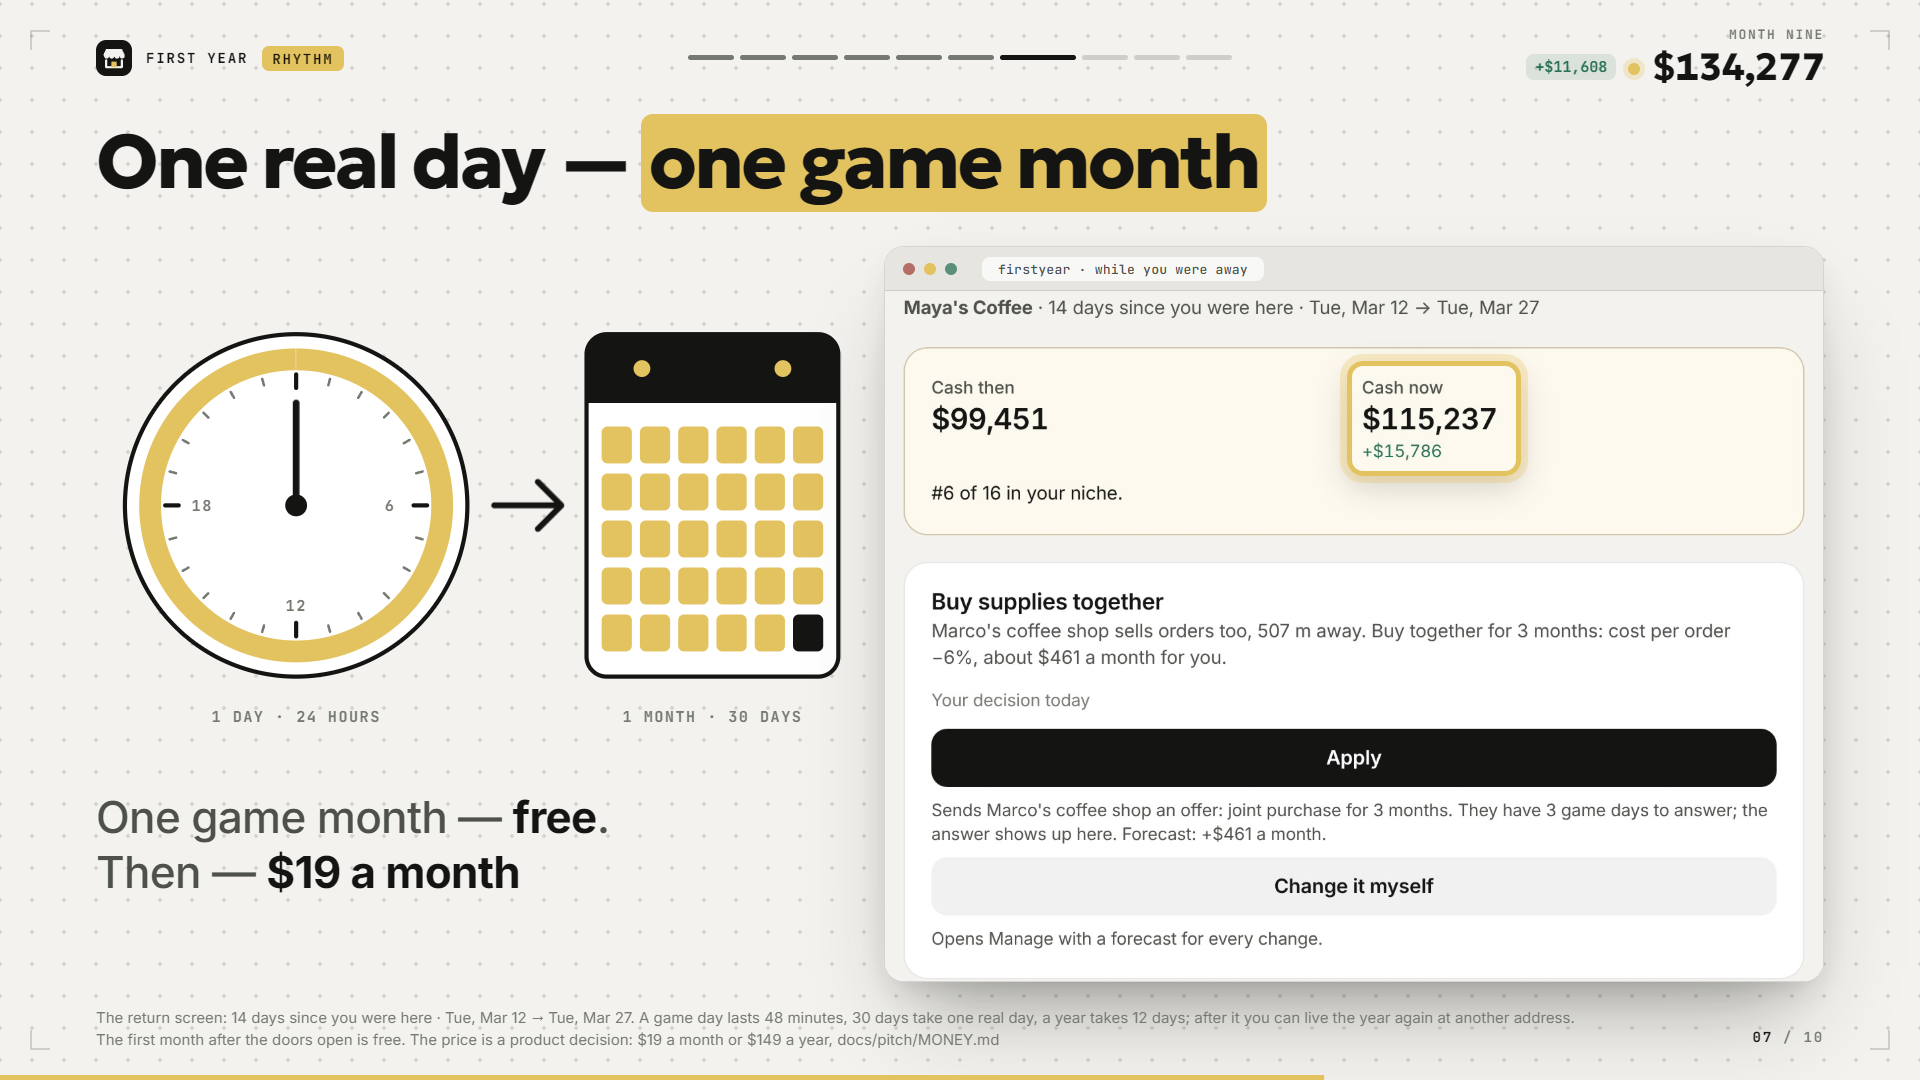 FIRST YEAR RHYTHM
MONTH NINE
+$11,608 $134,277
One real day — one game month
firstyear · while you were away
Maya's Coffee · 14 days since you were here · Tue, Mar 12 → Tue, Mar 27
Cash then
$99,451
Cash now
$115,237
+$15,786
#6 of 16 in your niche.
18
6
12
1 DAY · 24 HOURS
1 MONTH · 30 DAYS
Buy supplies together
Marco's coffee shop sells orders too, 507 m away. Buy together for 3 months: cost per order
−6%, about $461 a month for you.
Your decision today
Apply
Sends Marco's coffee shop an offer: joint purchase for 3 months. They have 3 game days to answer; the
answer shows up here. Forecast: +$461 a month.
Change it myself
Opens Manage with a forecast for every change.
One game month — free.
Then — $19 a month
The return screen: 14 days since you were here · Tue, Mar 12 → Tue, Mar 27. A game day lasts 48 minutes, 30 days take one real day, a year takes 12 days; after it you can live the year again at another address.
The first month after the doors open is free. The price is a product decision: $19 a month or $149 a year, docs/pitch/MONEY.md
07 / 10